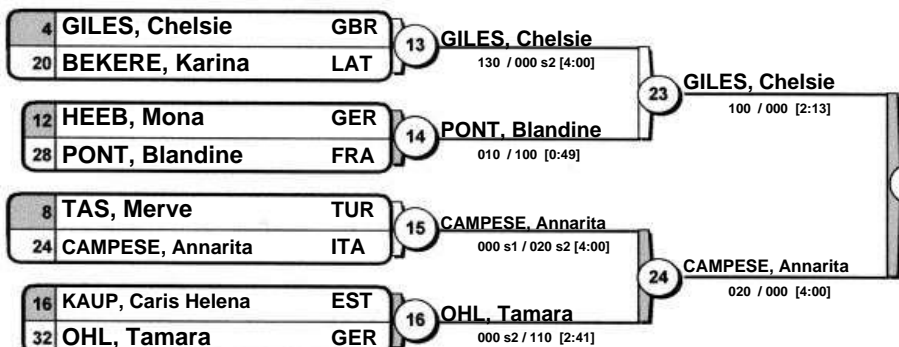 4 GILES, Chelsie GBR
20 BEKERE, Karina LAT
13 GILES, Chelsie
130 / 000 s2 [4:00]
23 GILES, Chelsie
100 / 000 [2:13]
12 HEEB, Mona GER
28 PONT, Blandine FRA
14 PONT, Blandine
010 / 100 [0:49]
8 TAS, Merve TUR
24 CAMPESE, Annarita ITA
15 CAMPESE, Annarita
000 s1 / 020 s2 [4:00]
24 CAMPESE, Annarita
020 / 000 [4:00]
16 KAUP, Caris Helena EST
32 OHL, Tamara GER
16 OHL, Tamara
000 s2 / 110 [2:41]